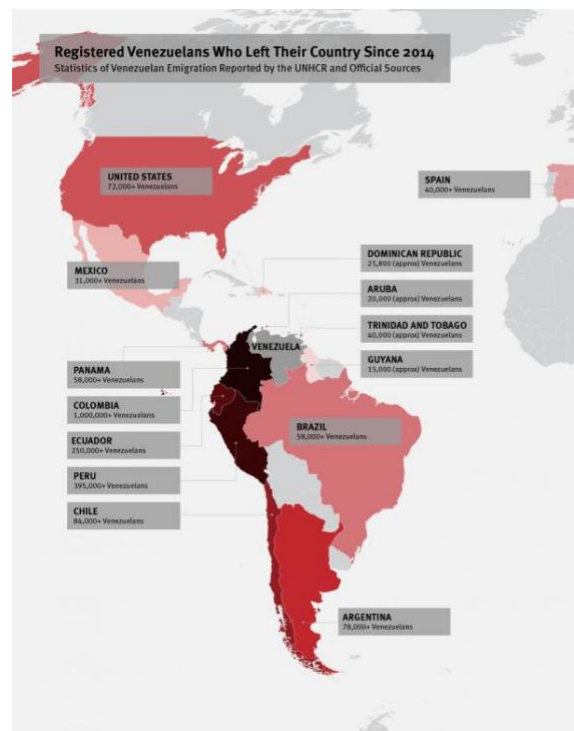 Registered Venezuelans Who Left Their Country Since 2014
Statistics of Venezuelan Emigration Reported by the UNHCR and Official Sources
UNITED STATES
72,000+ Venezuelans
SPAIN
40,000+ Venezuelans
MEXICO
31,000+ Venezuelans
DOMINICAN REPUBLIC
25,800 (approx) Venezuelans
ARUBA
20,000 (approx) Venezuelans
TRINIDAD AND TOBAGO
40,000 (approx) Venezuelans
VENEZUELA
GUYANA
15,000 (approx) Venezuelans
PANAMA
58,000+ Venezuelans
COLOMBIA
1,000,000+ Venezuelans
ECUADOR
250,000+ Venezuelans
BRAZIL
58,000+ Venezuelans
PERU
395,000+ Venezuelans
CHILE
84,000+ Venezuelans
ARGENTINA
78,000+ Venezuelans